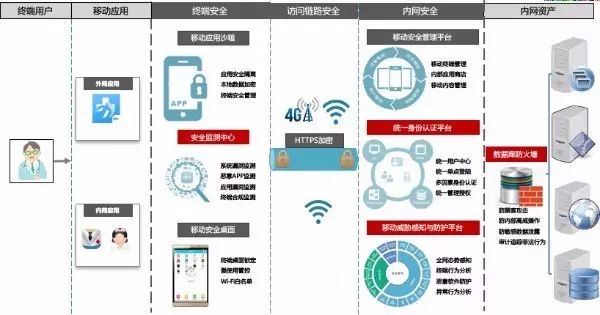 终端用户
移动应用
终端安全
访问链路安全
内网安全
内网资产
外网应用
内网应用
移动应用沙箱
APP
应用安全隔离
本地数据加密
终端安全管理
安全监测中心
系统漏洞监测
恶意APP监测
应用漏洞监测
终端合规监测
移动安全桌面
终端桌面锁定
强使用管控
Wi-Fi白名单
4G
HTTPS加密
移动安全管理平台
移动终端管理
内部应用商店
移动内容管理
统一身份认证平台
统一用户中心
统一单点登陆
多因素身份认证
统一管理授权
移动威胁感知与防护平台
全网态势感知
终端行为分析
恶意软件防护
异常行为分析
数据库防火墙
防黑客攻击
防内部高威操作
防敏感数据泄露
审计追踪非法行为